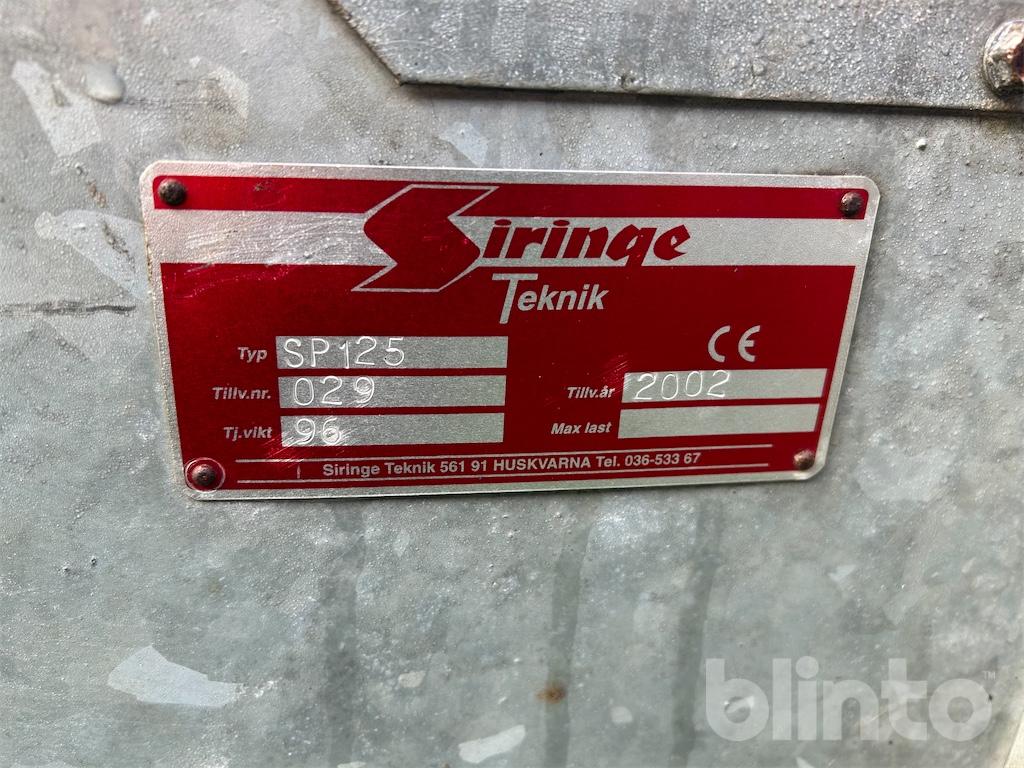 Siringe
Teknik
CE
Typ SP125
Tillv.nr. 029 Tillv.år 2002
Tj.vikt 96 Max last
Siringe Teknik 561 91 HUSKVARNA Tel. 036-533 67
blinto™